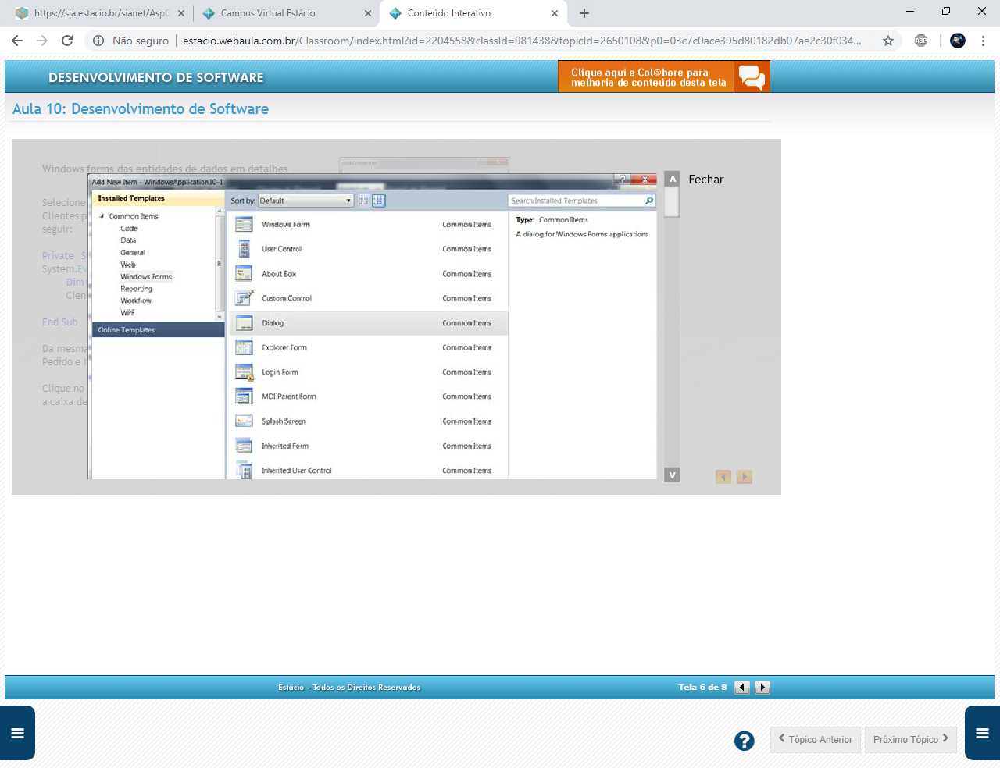 https://sia.estacio.br/sianet/AspC
Campus Virtual Estácio
Conteúdo Interativo
Não seguro
estacio.webaula.com.br/Classroom/index.html?id=2204558&classId=981438&topicId=2650108&p0=03c7c0ace395d80182db07ae2c30f034...
ABP
DESENVOLVIMENTO DE SOFTWARE
Clique aqui e Col@bore para
melhoria de conteúdo desta tela
Aula 10: Desenvolvimento de Software
Windows forms das entidades de dados em detalhes
Add Connection
Selecione
Clientes p
seguir:
Private S
System.Ev
Dim
Cient
End Sub
Da mesma
Pedido e I
Clique no
a caixa de
Add New Item - WindowsApplication10-1
Installed Templates
Common Items
Code
Data
General
Web
Windows Forms
Reporting
Workflow
WPF
Online Templates
Sort by: Default
Search Installed Templates
Windows Form Common Items
User Control Common Items
About Box Common Items
Custom Control Common Items
Dialog Common Items
Explorer Form Common Items
Login Form Common Items
MDI Parent Form Common Items
Splash Screen Common Items
Inherited Form Common Items
Inherited User Control Common Items
Type: Common Items
A dialog for Windows Forms applications
Fechar
Estácio - Todos os Direitos Reservados
Tela 6 de 8
Tópico Anterior
Próximo Tópico